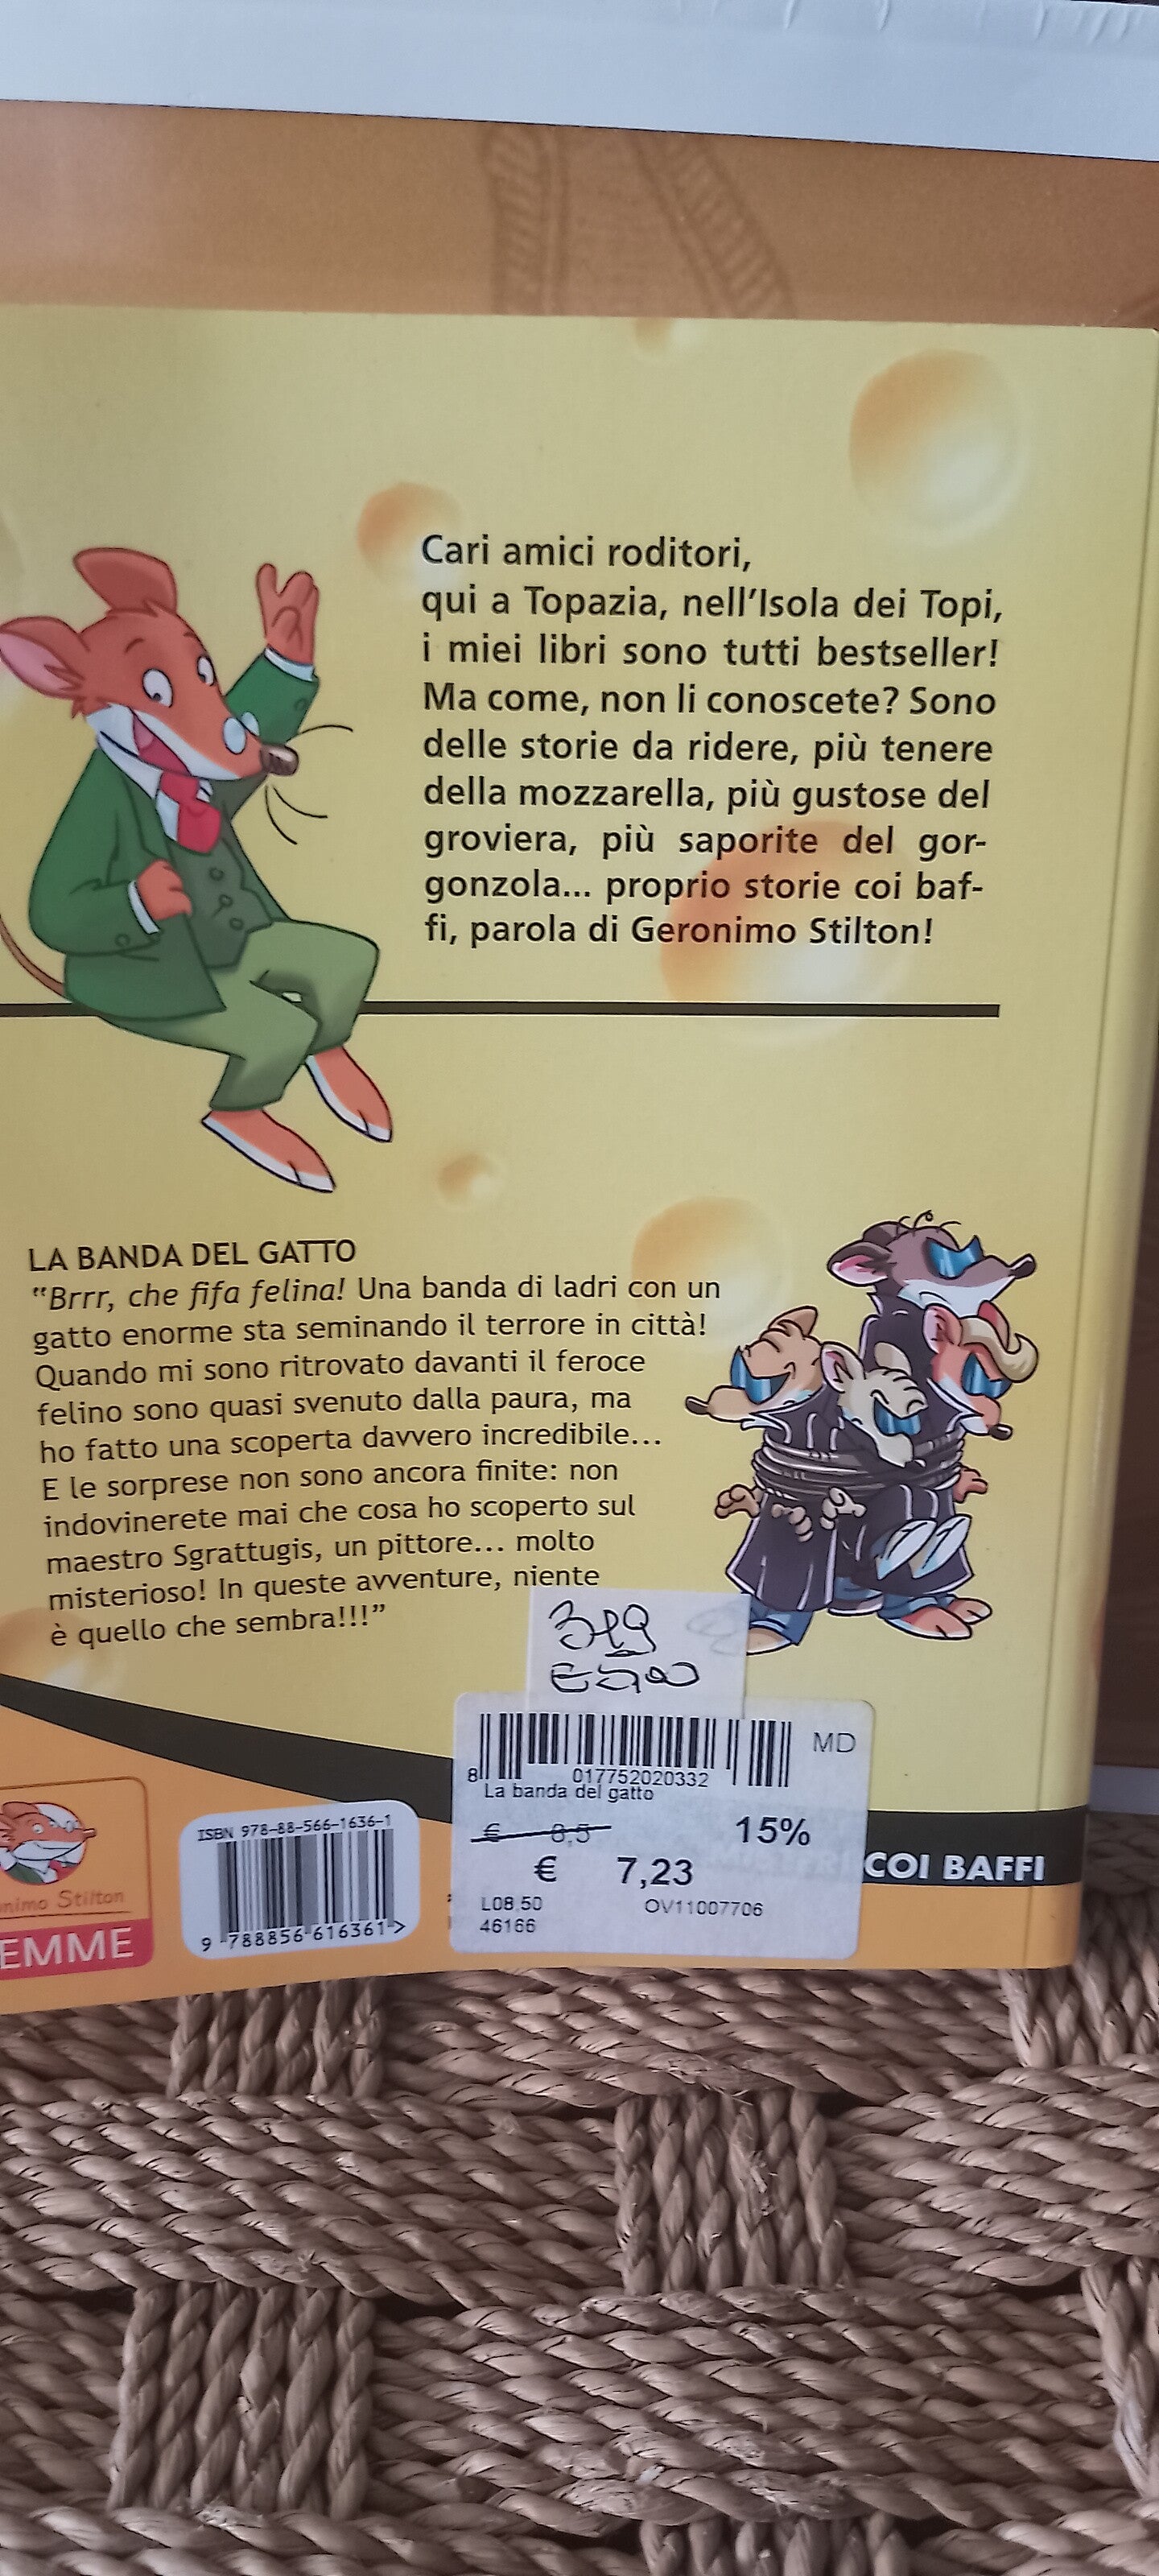 Cari amici roditori,
qui a Topazia, nell'Isola dei Topi,
i miei libri sono tutti bestseller!
Ma come, non li conoscete? Sono
delle storie da ridere, più tenere
della mozzarella, più gustose del
groviera, più saporite del gor-
gonzola... proprio storie coi baf-
fi, parola di Geronimo Stilton!
LA BANDA DEL GATTO
"Brrr, che fifa felina! Una banda di ladri con un
gatto enorme sta seminando il terrore in città!
Quando mi sono ritrovato davanti il feroce
felino sono quasi svenuto dalla paura, ma
ho fatto una scoperta davvero incredibile...
E le sorprese non sono ancora finite: non
indovinerete mai che cosa ho scoperto sul
maestro Sgrattugis, un pittore... molto
misterioso! In queste avventure, niente
è quello che sembra!!!"
MD
8 017752020332
La banda del gatto
€ 8,5 15%
€ 7,23
L08,50 OV11007706
46166
COI BAFFI
ISBN 978-88-566-1636-1
9 788856 616361 >
nimo Stilton
EMME